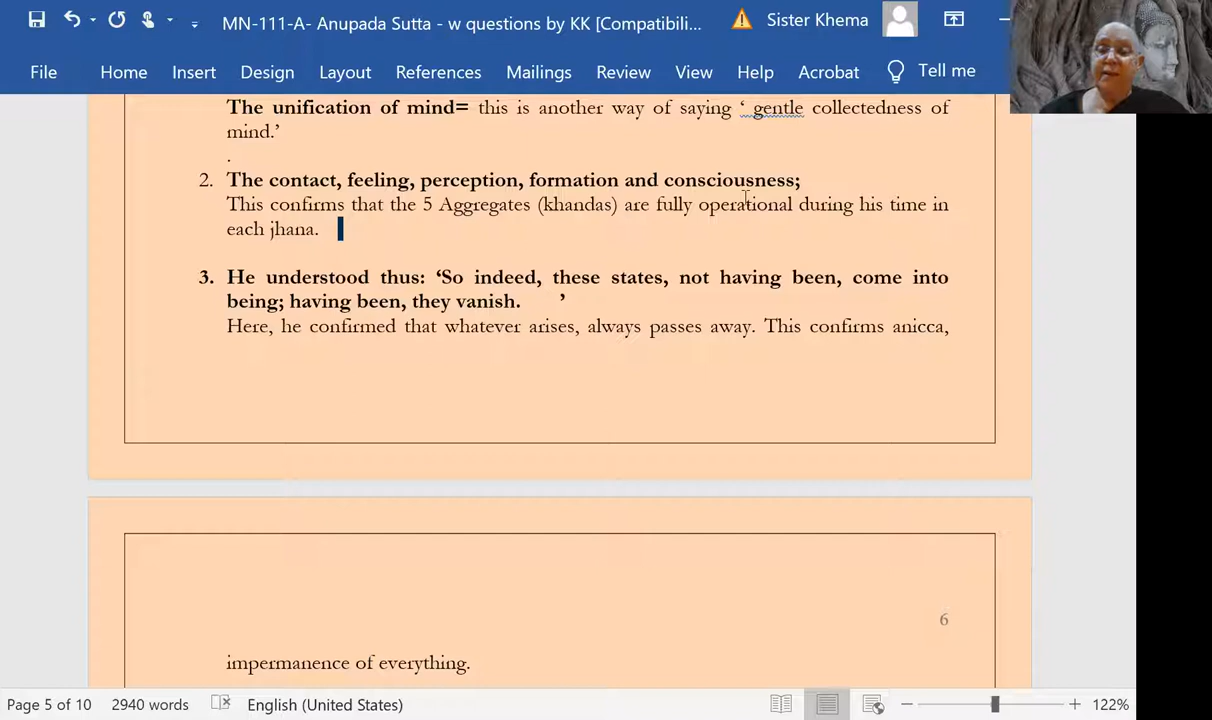 MN-111-A- Anupada Sutta - w questions by KK [Compatibili...
Sister Khema
File Home Insert Design Layout References Mailings Review View Help Acrobat Tell me
The unification of mind= this is another way of saying ‘ gentle collectedness of
mind.’
.
2. The contact, feeling, perception, formation and consciousness;
This confirms that the 5 Aggregates (khandas) are fully operational during his time in
each jhana.
3. He understood thus: ‘So indeed, these states, not having been, come into
being; having been, they vanish. ’
Here, he confirmed that whatever arises, always passes away. This confirms anicca,
6
impermanence of everything.
Page 5 of 10 2940 words English (United States) 122%